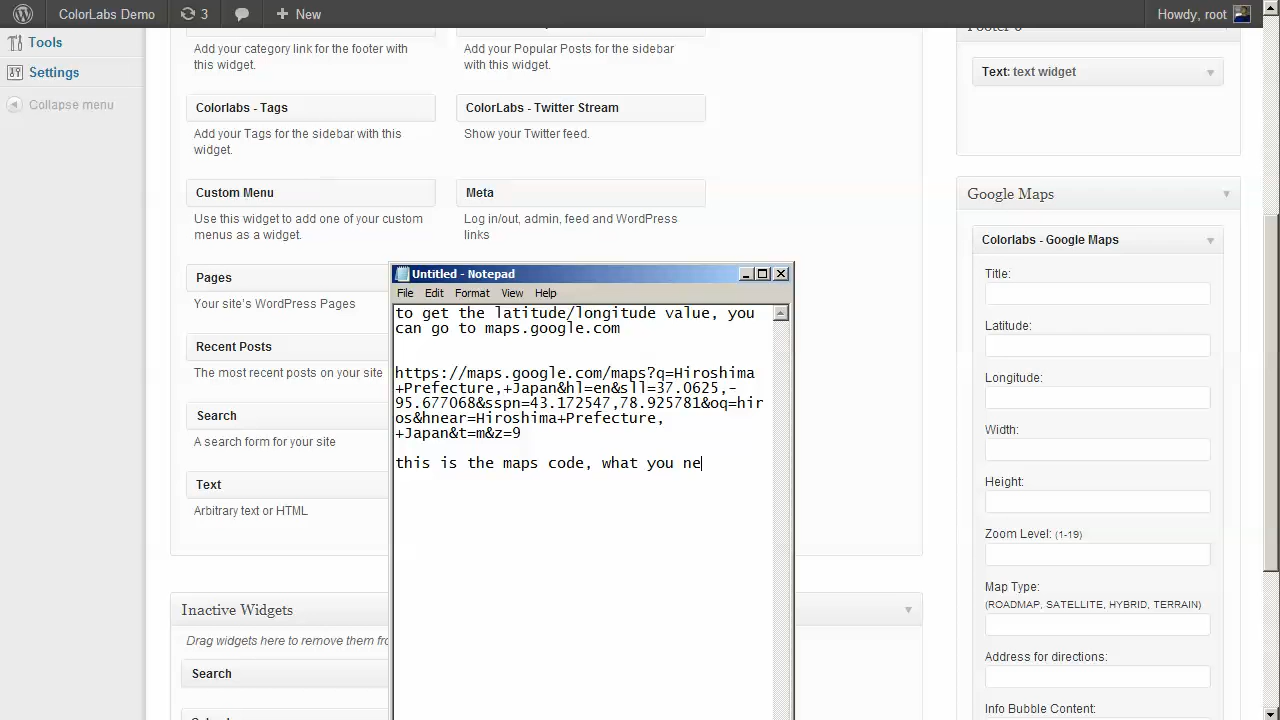 ColorLabs Demo
3
New
Howdy, root
Tools
Settings
Collapse menu
Add your category link for the footer with
this widget.
Add your Popular Posts for the sidebar
with this widget.
Colorlabs - Tags
Add your Tags for the sidebar with this
widget.
ColorLabs - Twitter Stream
Show your Twitter feed.
Custom Menu
Use this widget to add one of your custom
menus as a widget.
Meta
Log in/out, admin, feed and WordPress
links
Pages
Your site's WordPress Pages
Recent Posts
The most recent posts on your site
Search
A search form for your site
Text
Arbitrary text or HTML
Inactive Widgets
Drag widgets here to remove them fro
Search
Untitled - Notepad
File Edit Format View Help
to get the latitude/longitude value, you
can go to maps.google.com
https://maps.google.com/maps?q=Hiroshima
+Prefecture,+Japan&hl=en&sll=37.0625,-
95.677068&sspn=43.172547,78.925781&oq=hir
os&hnear=Hiroshima+Prefecture,
+Japan&t=m&z=9
this is the maps code, what you ne
Text: text widget
Google Maps
Colorlabs - Google Maps
Title:
Latitude:
Longitude:
Width:
Height:
Zoom Level: (1-19)
Map Type:
(ROADMAP, SATELLITE, HYBRID, TERRAIN)
Address for directions:
Info Bubble Content: